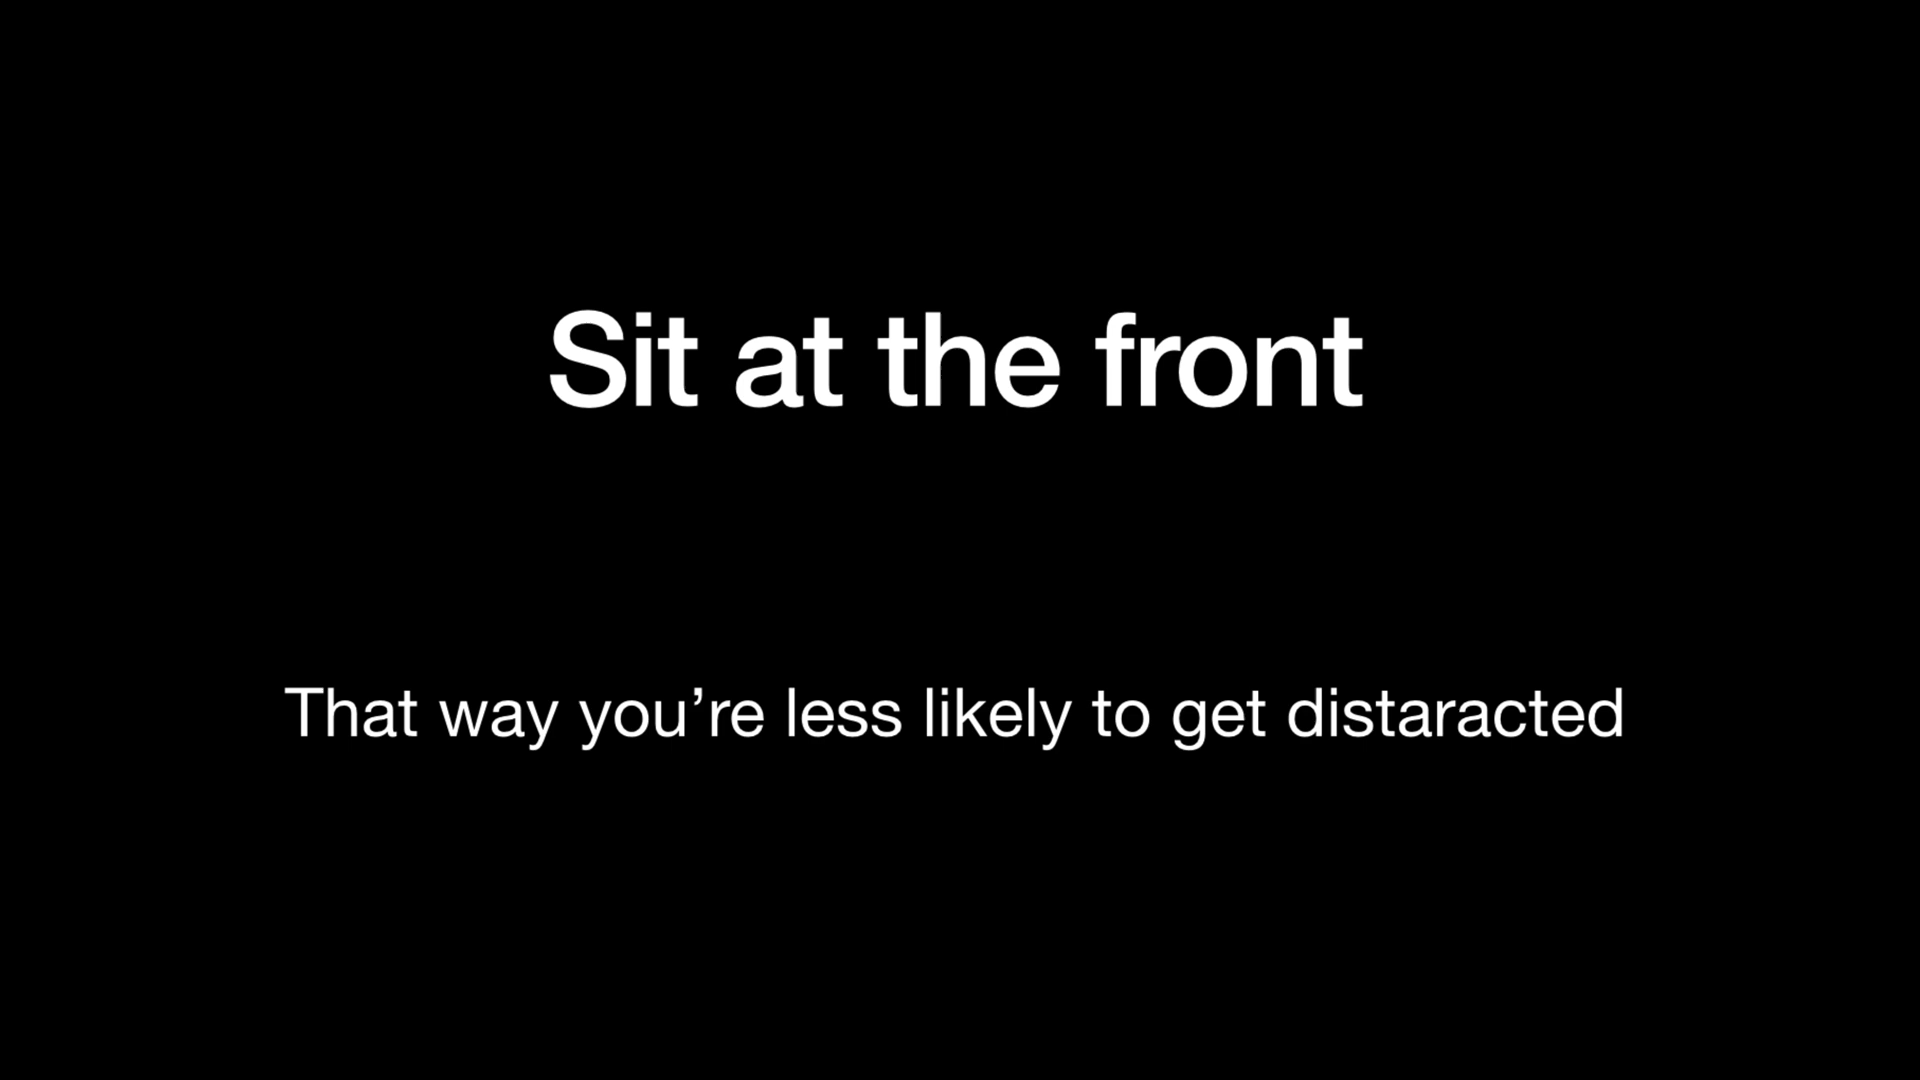 Sit at the front
That way you’re less likely to get distaracted